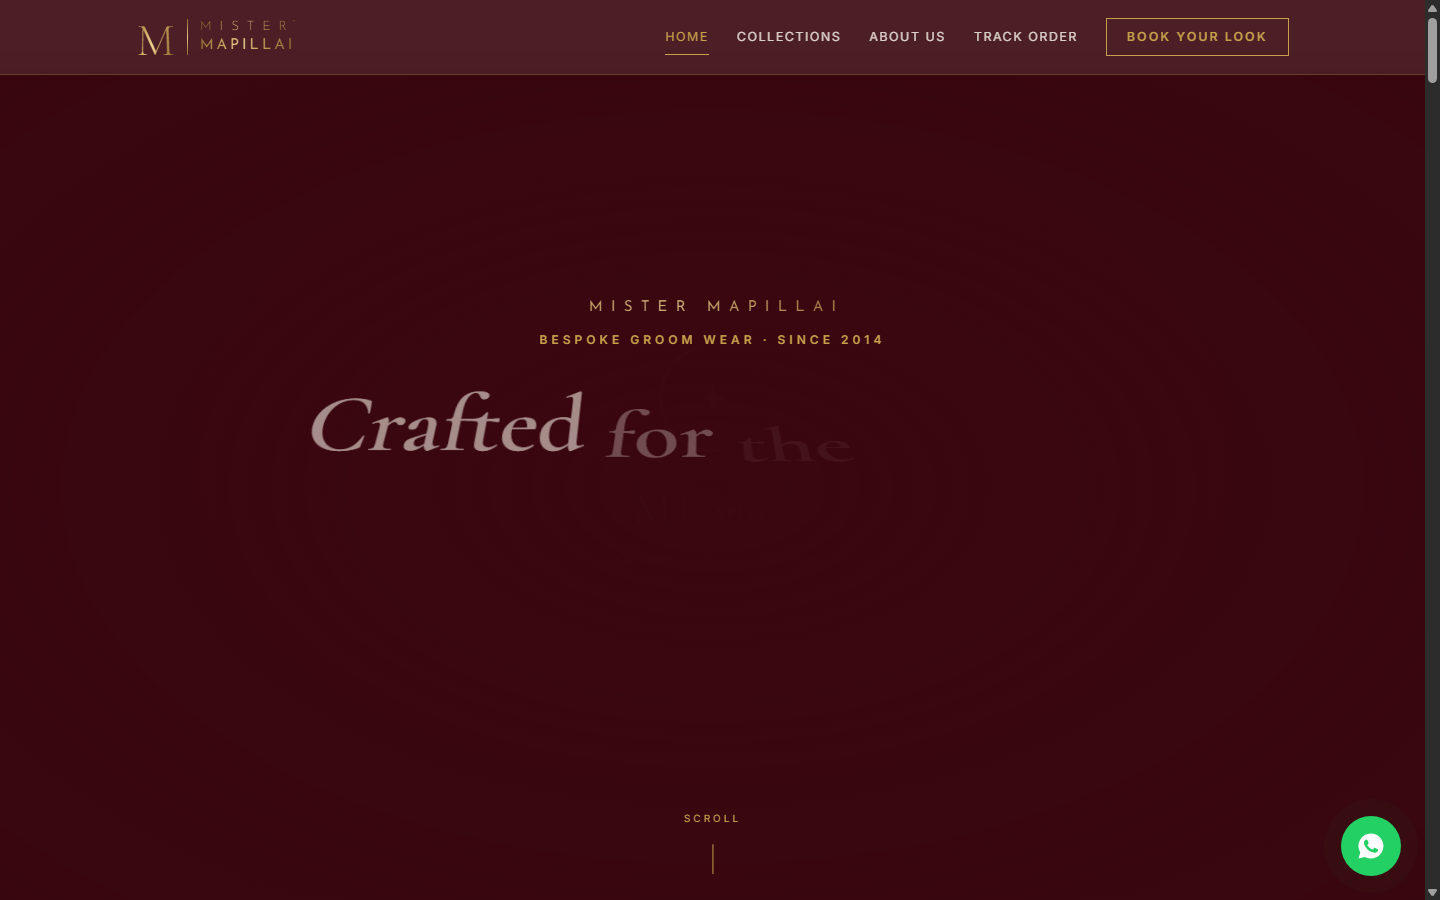 M MISTER
MAPILLAI
HOME COLLECTIONS ABOUT US TRACK ORDER BOOK YOUR LOOK
MISTER MAPILLAI
BESPOKE GROOM WEAR · SINCE 2014
Crafted for the
SCROLL